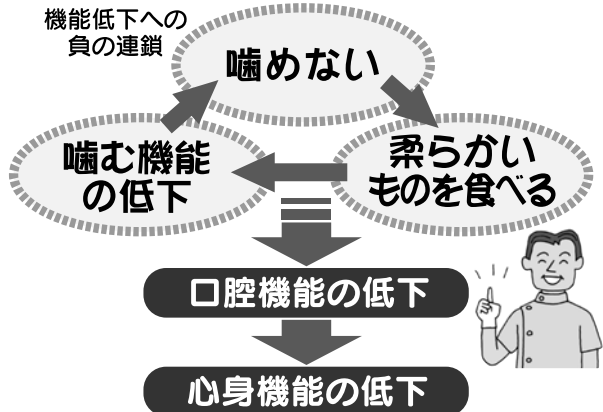 機能低下への
負の連鎖
噛めない
柔らかい
ものを食べる
噛む機能
の低下
口腔機能の低下
心身機能の低下